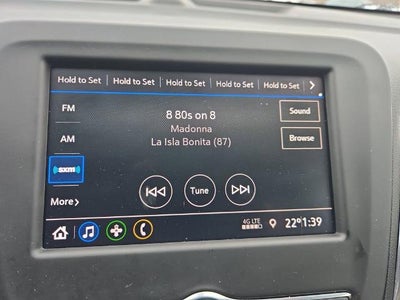 Hold to Set Hold to Set Hold to Set Hold to Set Hold to Set
FM
8 80s on 8
Sound
Madonna
AM
La Isla Bonita (87)
Browse
sxm
Tune
More
4G LTE
22° 1:39